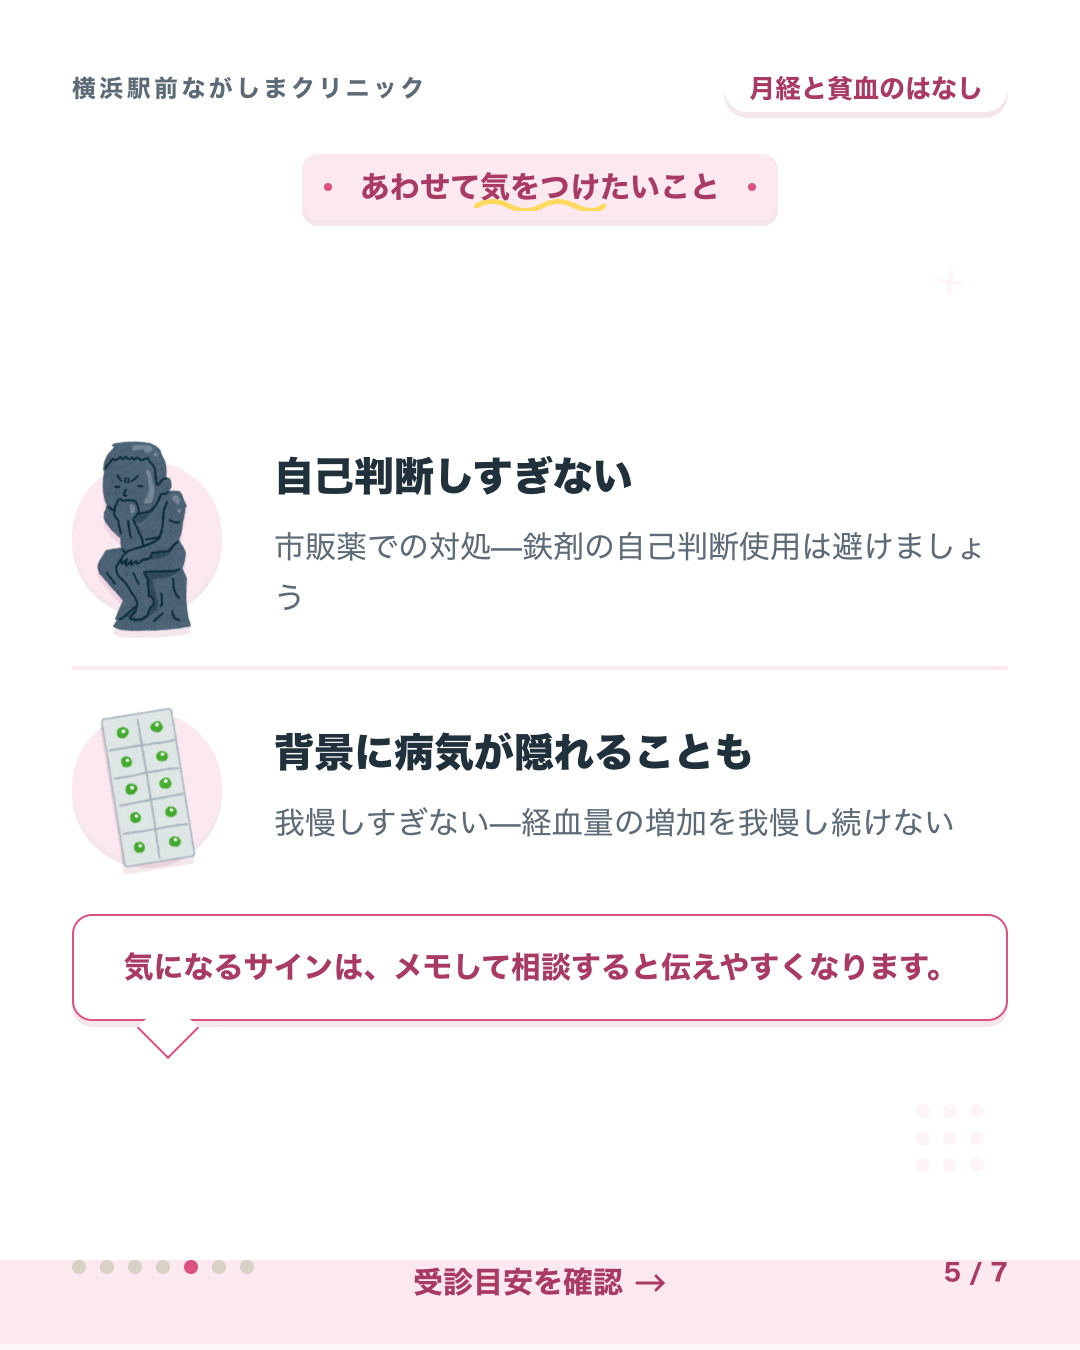 横浜駅前ながしまクリニック
月経と貧血のはなし
あわせて気をつけたいこと
自己判断しすぎない
市販薬での対処—鉄剤の自己判断使用は避けましょ
う
背景に病気が隠れることも
我慢しすぎない—経血量の増加を我慢し続けない
気になるサインは、メモして相談すると伝えやすくなります。
受診目安を確認 →
5 / 7